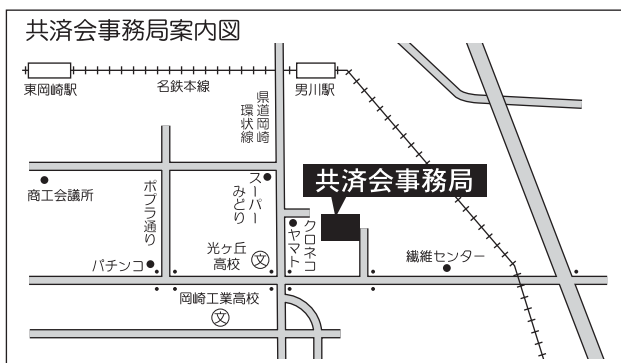 共済会事務局案内図
東岡崎駅
名鉄本線
男川駅
県道岡崎
環状線
共済会事務局
商工会議所
ポプラ通り
スーパー
みどり
クロネコ
ヤマト
パチンコ
光ヶ丘
高校
文
繊維センター
岡崎工業高校
文